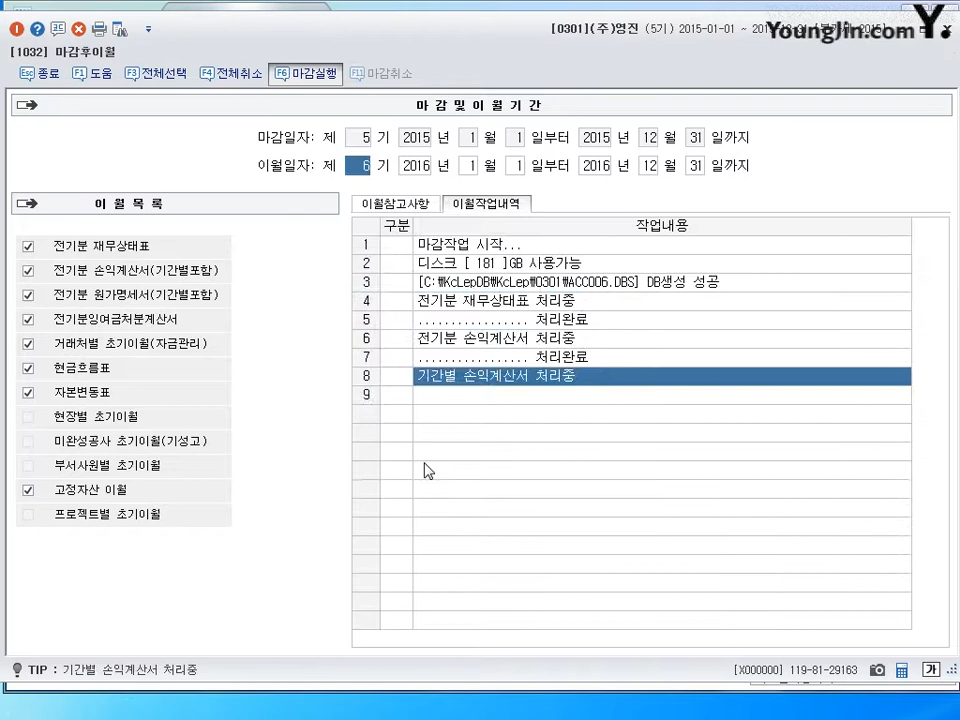 [0301](주)영진 (5기) 2015-01-01 ~
YoungJin.com Y.
[1032] 마감후이월
Esc 종료 F1 도움 F3 전체선택 F4 전체취소 F6 마감실행 F11 마감취소
마 감 및 이 월 기 간
마감일자: 제 5 기 2015 년 1 월 1 일부터 2015 년 12 월 31 일까지
이월일자: 제 6 기 2016 년 1 월 1 일부터 2016 년 12 월 31 일까지
이 월 목 록
전기분 재무상태표
전기분 손익계산서(기간별포함)
전기분 원가명세서(기간별포함)
전기분잉여금처분계산서
거래처별 초기이월(자금관리)
현금흐름표
자본변동표
현장별 초기이월
미완성공사 초기이월(기성고)
부서사원별 초기이월
고정자산 이월
프로젝트별 초기이월
이월참고사항 이월작업내역
구분 작업내용
1 마감작업 시작...
2 디스크 [ 181 ]GB 사용가능
3 [C:₩KcLepDB₩KcLep₩0301₩ACC006.DBS] DB생성 성공
4 전기분 재무상태표 처리중
5 ................. 처리완료
6 전기분 손익계산서 처리중
7 ................. 처리완료
8 기간별 손익계산서 처리중
9
TIP : 기간별 손익계산서 처리중
[X000000] 119-81-29163 가